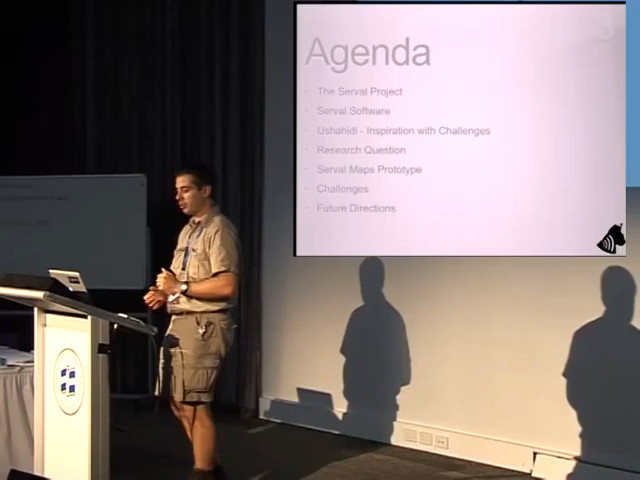 Agenda
The Serval Project
Serval Software
Ushahidi - Inspiration with Challenges
Research Question
Serval Maps Prototype
Challenges
Future Directions